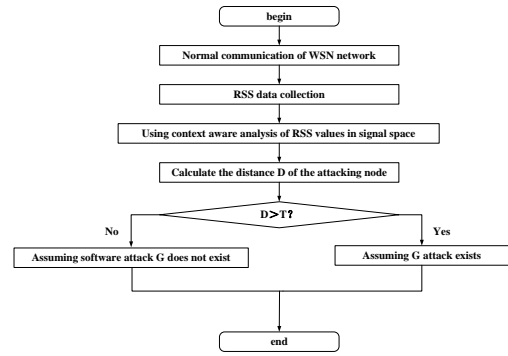 begin
Normal communication of WSN network
RSS data collection
Using context aware analysis of RSS values in signal space
Calculate the distance D of the attacking node
D>T?
No
Yes
Assuming software attack G does not exist
Assuming G attack exists
end